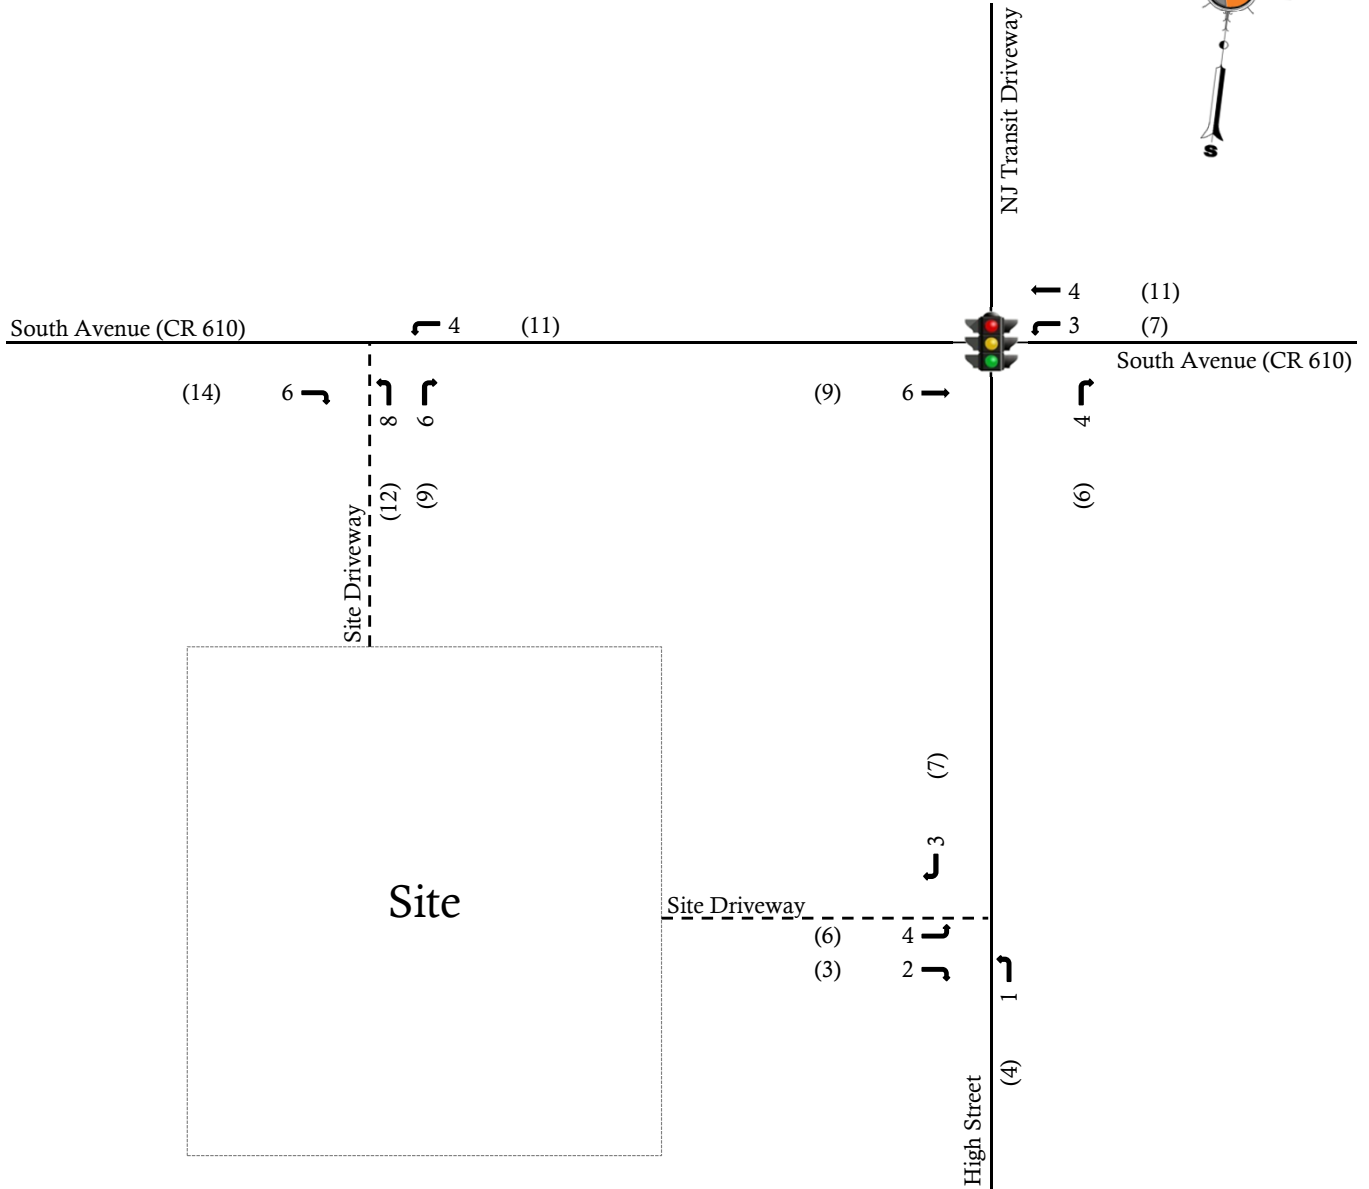 NJ Transit Driveway
S
4 (11)
South Avenue (CR 610)
4 (11)
3 (7)
South Avenue (CR 610)
(14) 6
8
6
(9) 6
4
(12)
(9)
(6)
Site Driveway
(7)
3
Site
Site Driveway
(6) 4
(3) 2
1
(4)
High Street